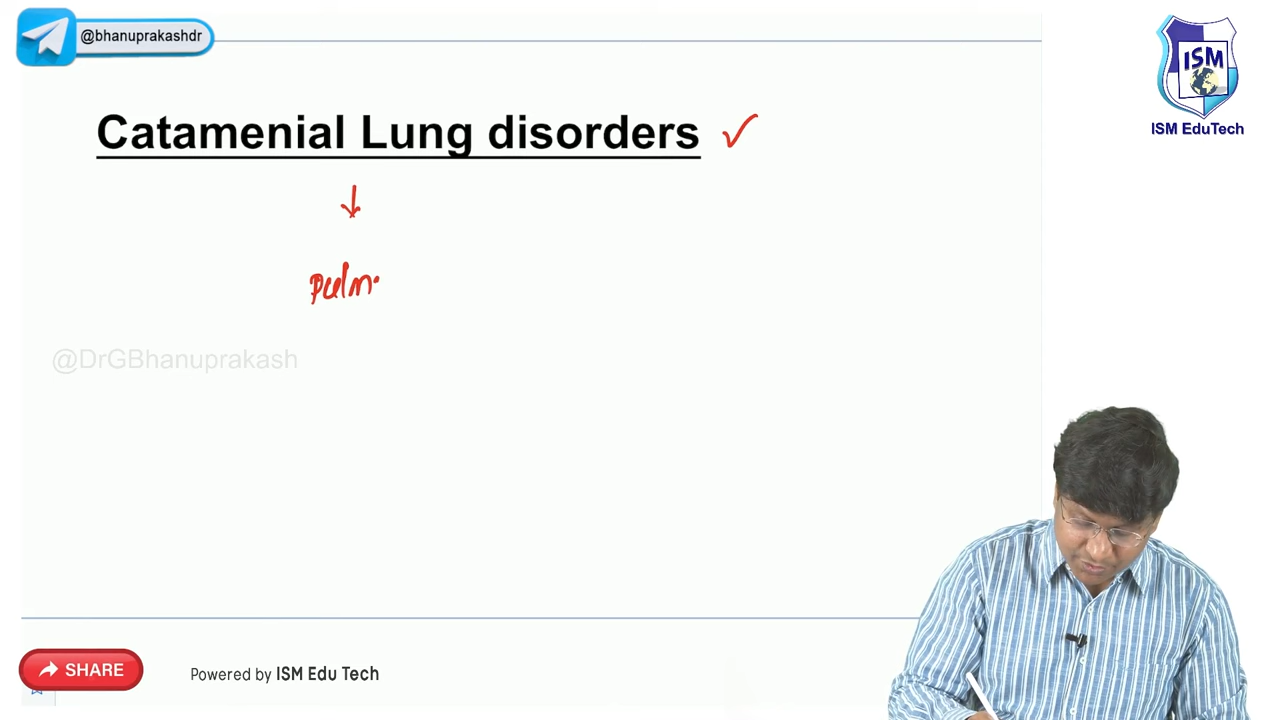 @bhanuprakashdr
ISM
ISM EduTech
Catamenial Lung disorders
Pulm.
@DrGBhanuprakash
SHARE
Powered by ISM Edu Tech